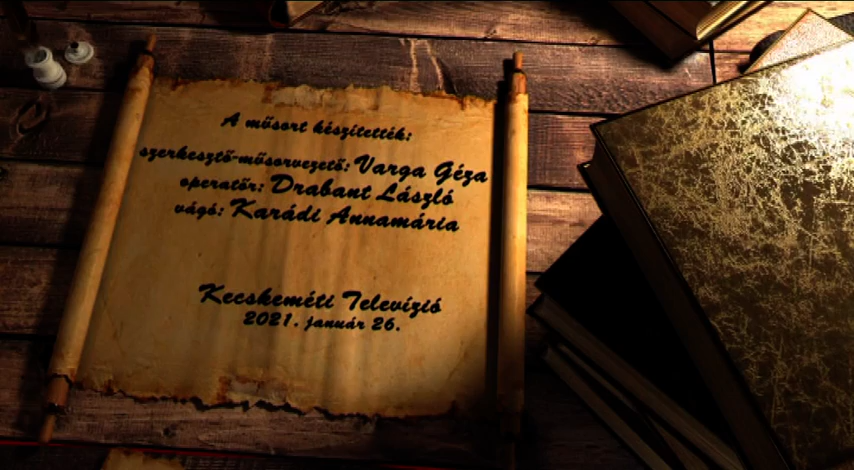 A műsort készítették:
szerkesztő-műsorvezető: Varga Géza
operatőr: Drabant László
vágó: Karádi Annamária
Kecskeméti Televízió
2021. január 26.